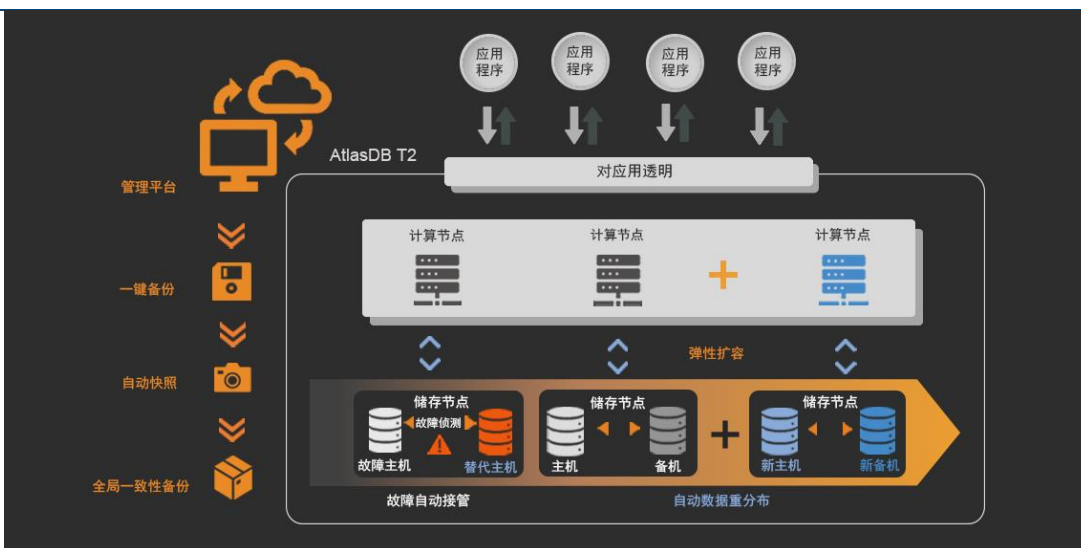 应用
程序
应用
程序
应用
程序
应用
程序
AtlasDB T2
对应用透明
管理平台
计算节点
计算节点
计算节点
一键备份
弹性扩容
自动快照
储存节点
故障侦测
故障主机
替代主机
储存节点
主机
备机
储存节点
新主机
新备机
全局一致性备份
故障自动接管
自动数据重分布